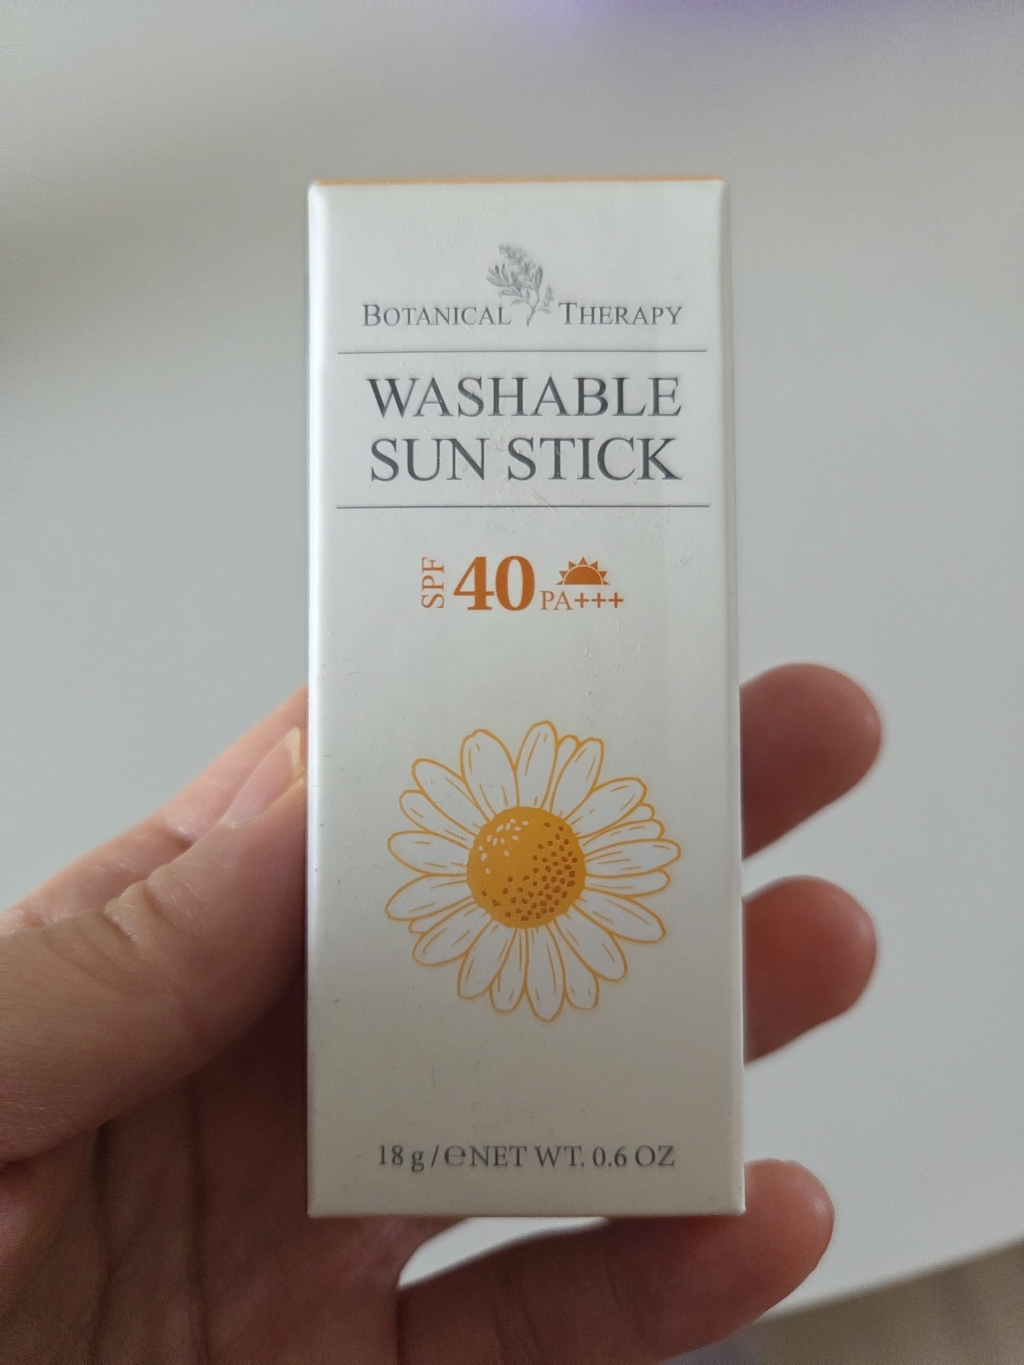 BOTANICAL THERAPY
WASHABLE
SUN STICK
SPF 40 PA+++
18 g / ℮ NET WT. 0.6 OZ